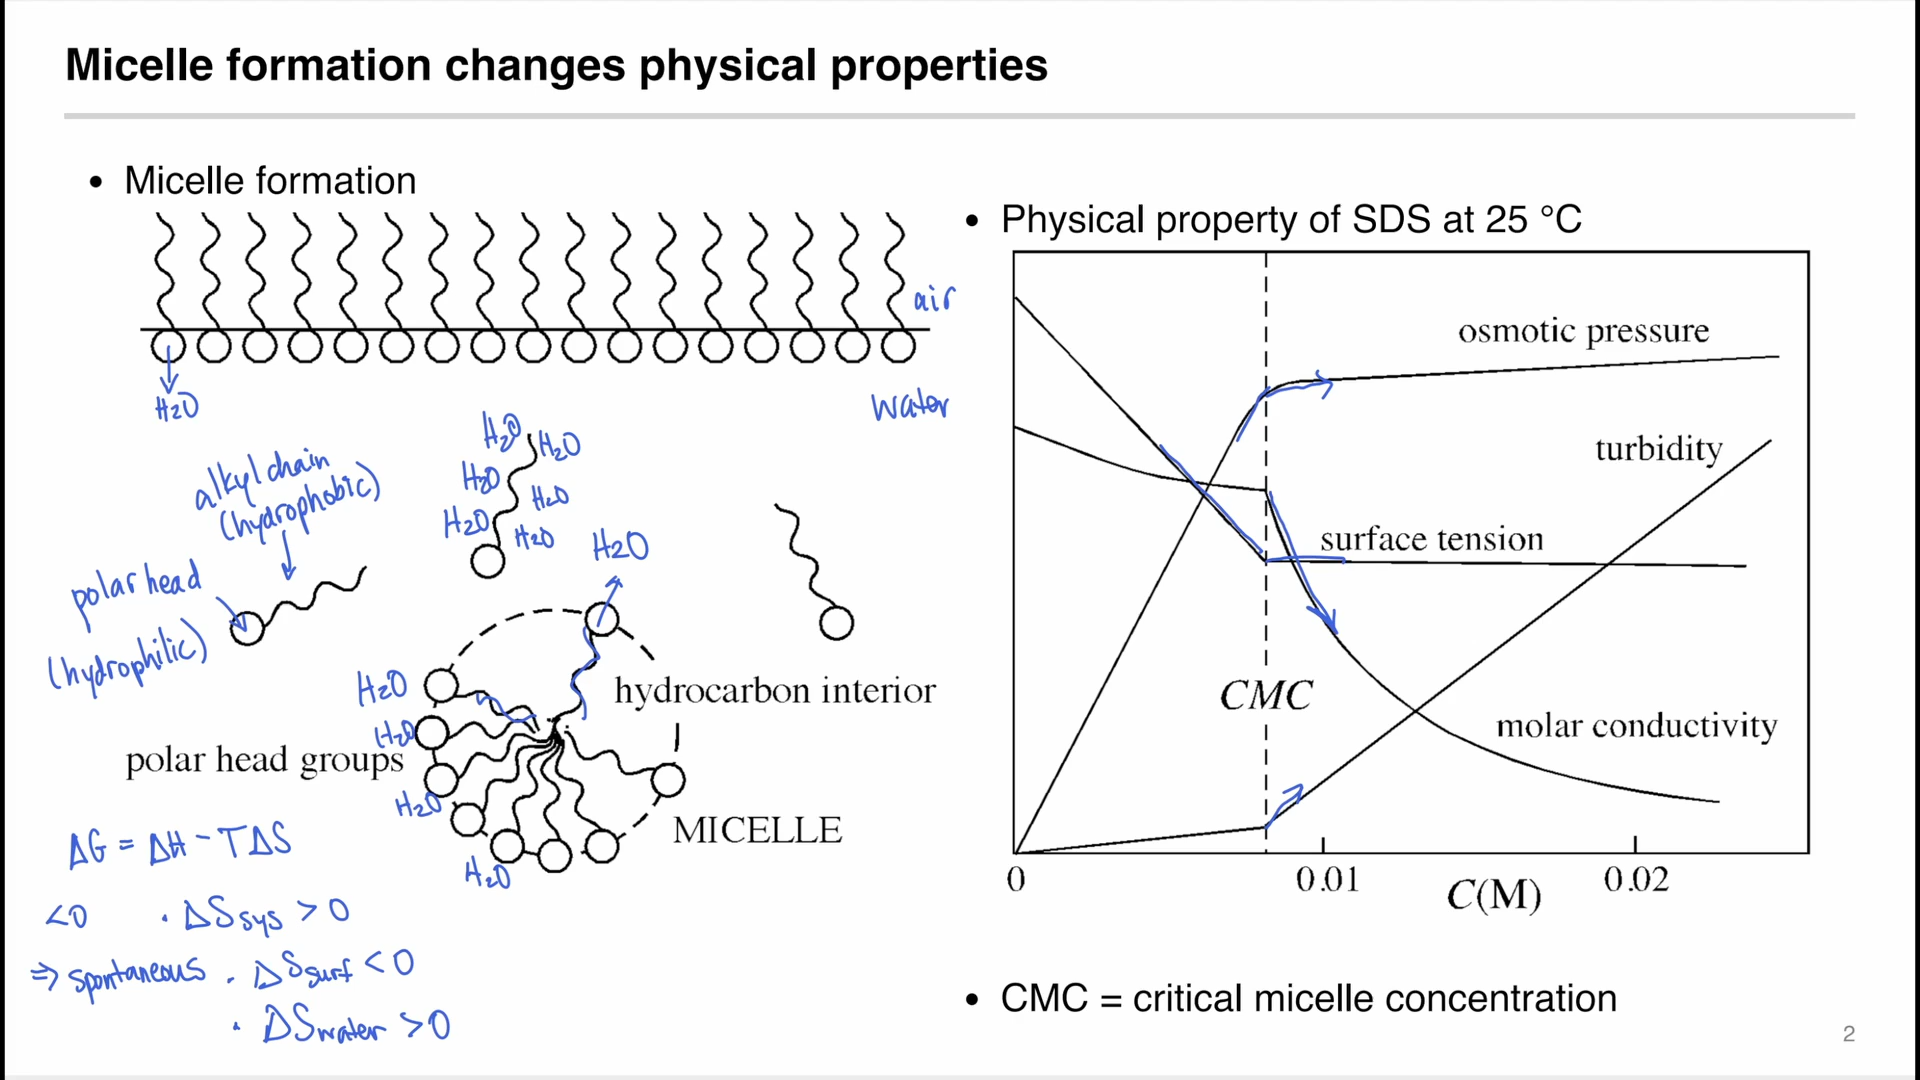 Micelle formation changes physical properties
• Micelle formation
air
H2O
water
alkyl chain
(hydrophobic)
polar head
(hydrophilic)
H2O
H2O
H2O
H2O
H2O
H2O
H2O
H2O
H2O
H2O
H2O
hydrocarbon interior
polar head groups
MICELLE
ΔG = ΔH - TΔS
<0
· ΔSsys > 0
⇒ spontaneous
· ΔSsurf < 0
· ΔSwater > 0
• Physical property of SDS at 25 °C
osmotic pressure
turbidity
surface tension
CMC
molar conductivity
0 0.01 0.02
C(M)
• CMC = critical micelle concentration
2